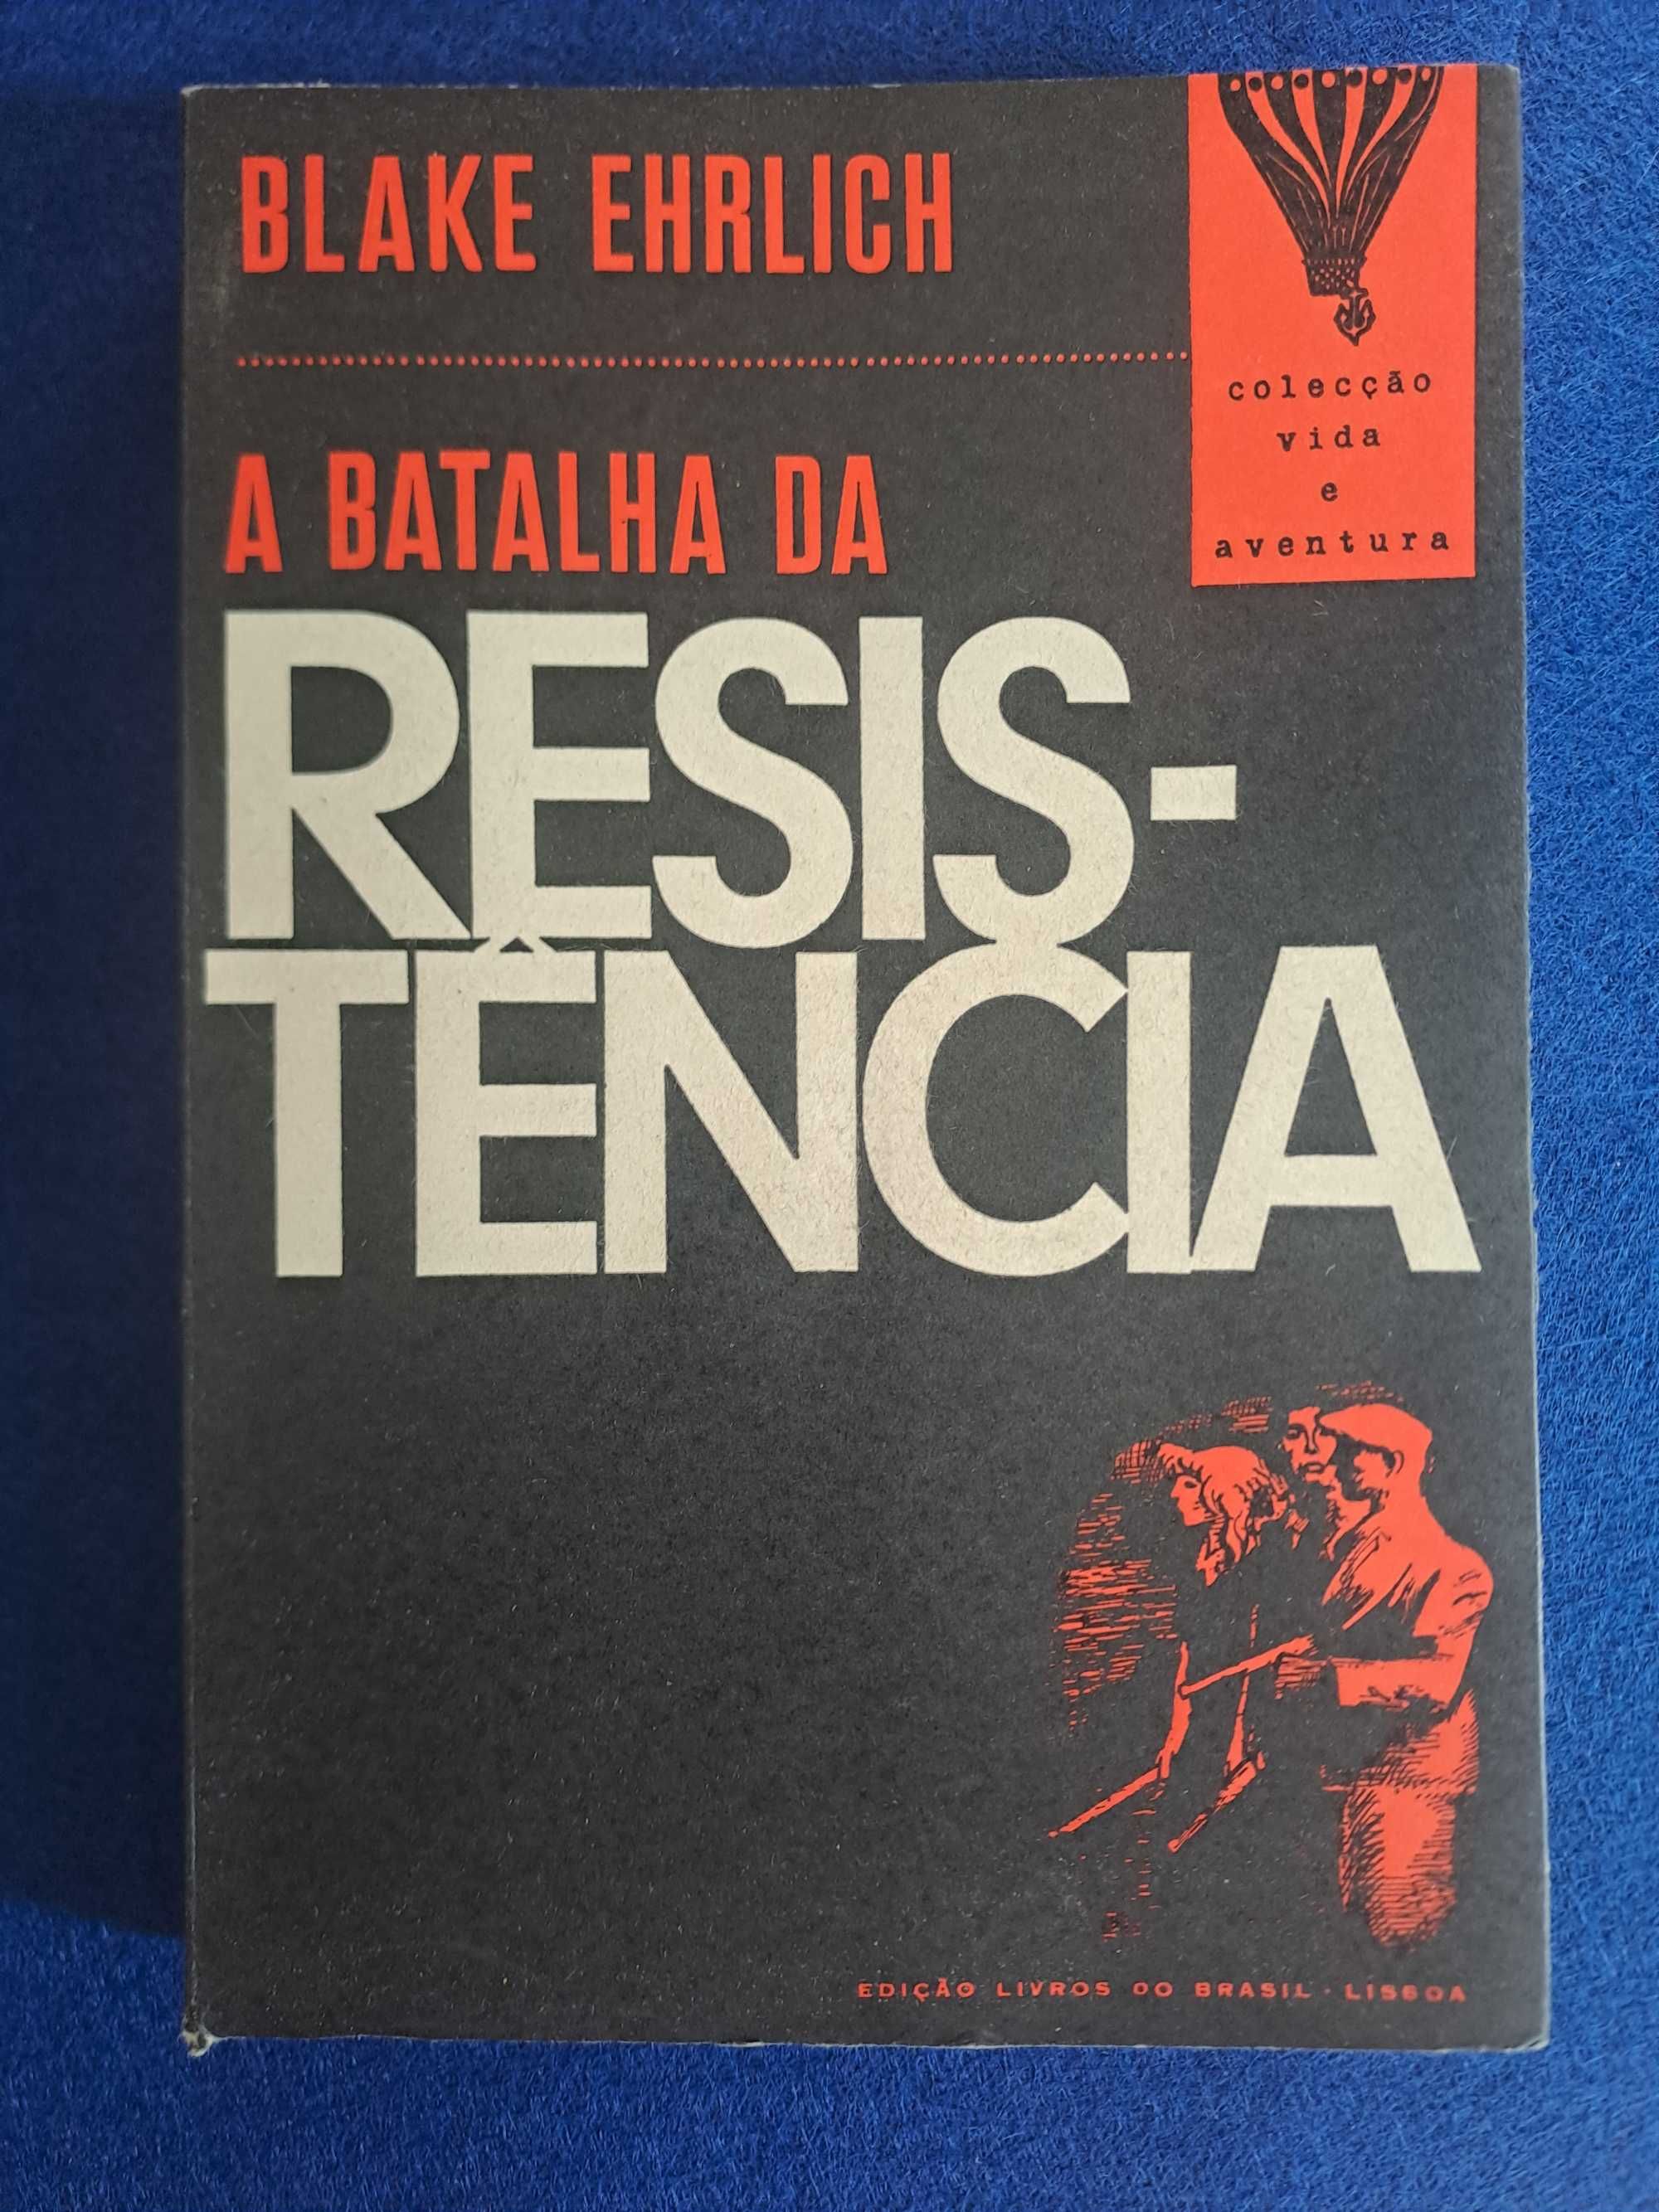 BLAKE EHRLICH
colecção
vida
e
aventura
A BATALHA DA
RESIS-
TÊNCIA
EDIÇÃO LIVROS DO BRASIL · LISBOA